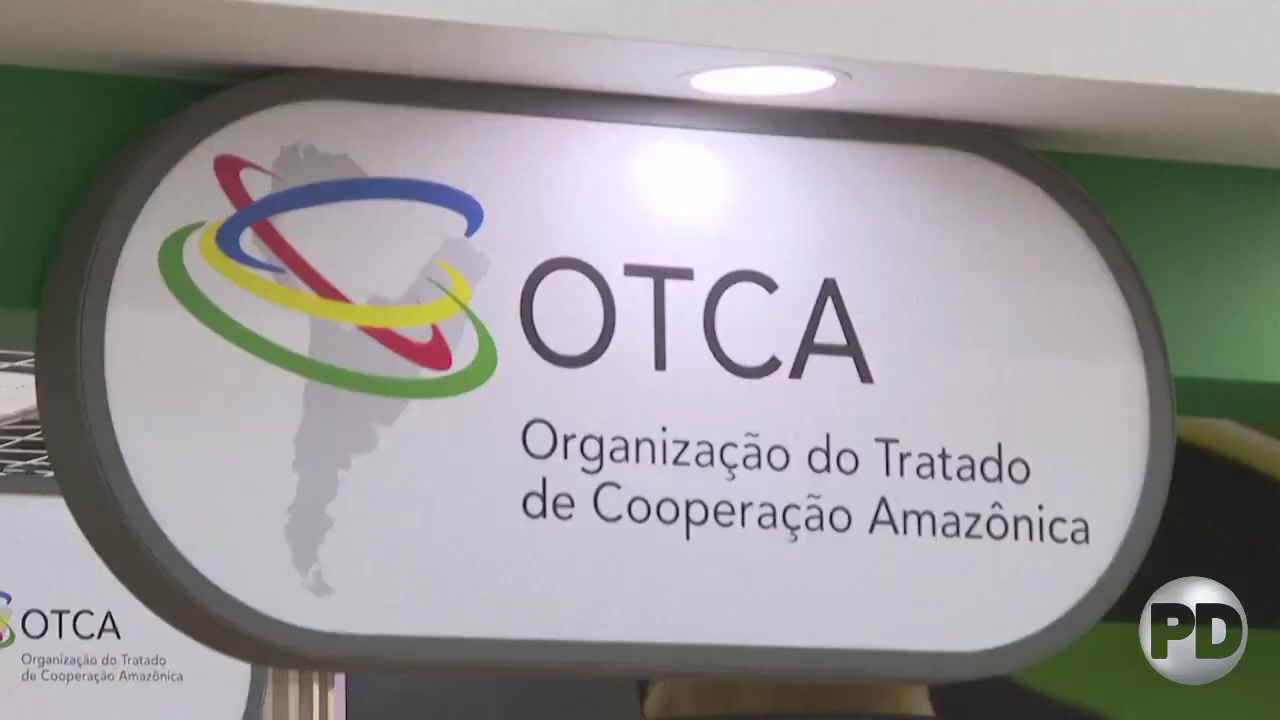 OTCA
Organização do Tratado
de Cooperação Amazônica
OTCA
Organização do Tratado
de Cooperação Amazônica
PD